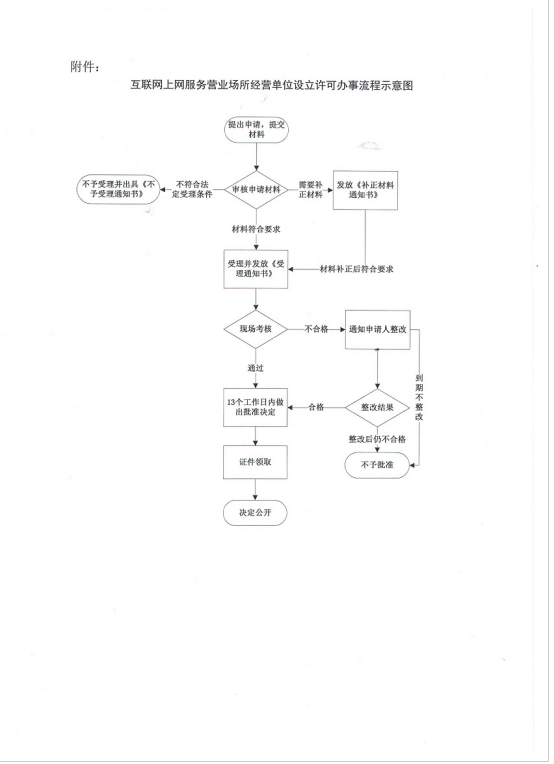 附件：
互联网上网服务营业场所经营单位设立许可办事流程示意图
提出申请，提交
材料
不予受理并出具《不
予受理通知书》
不符合法
定受理条件
审核申请材料
需要补
正材料
发放《补正材料
通知书》
材料符合要求
受理并发放《受
理通知书》
材料补正后符合要求
现场考核
不合格
通知申请人整改
通过
到期不整改
13个工作日内做
出批准决定
合格
整改结果
整改后仍不合格
证件领取
不予批准
决定公开